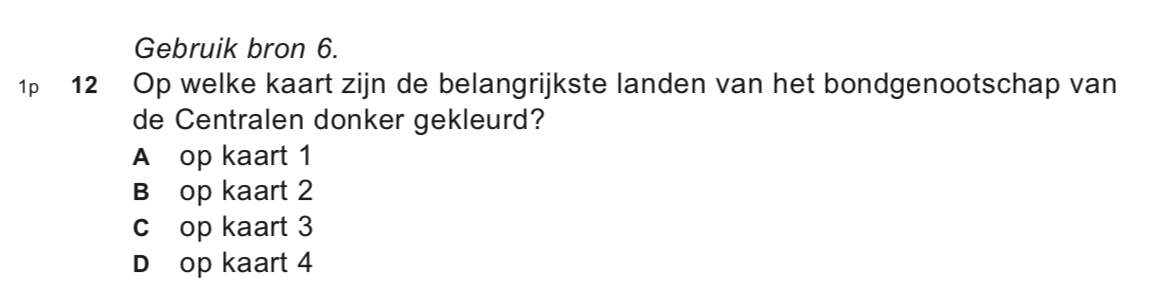 Gebruik bron 6.
1p 12 Op welke kaart zijn de belangrijkste landen van het bondgenootschap van
de Centralen donker gekleurd?
A op kaart 1
B op kaart 2
C op kaart 3
D op kaart 4